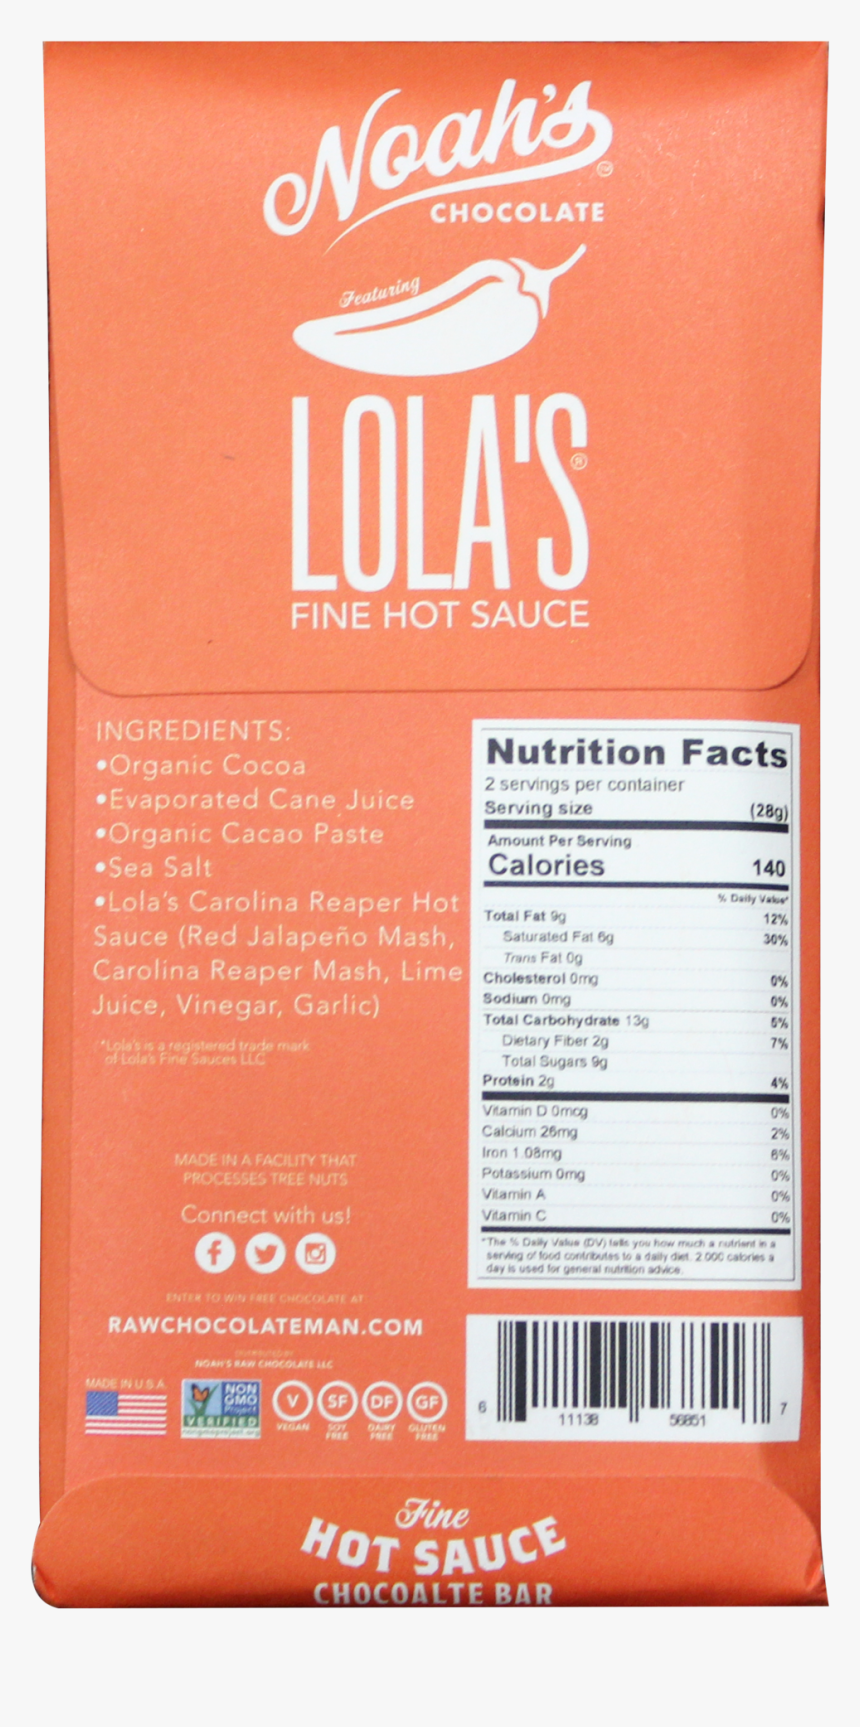 Noah's
TM
CHOCOLATE
Featuring
LOLA'S
®
FINE HOT SAUCE
INGREDIENTS:
•Organic Cocoa
•Evaporated Cane Juice
•Organic Cacao Paste
•Sea Salt
•Lola's Carolina Reaper Hot
Sauce (Red Jalapeño Mash,
Carolina Reaper Mash, Lime
Juice, Vinegar, Garlic)
*Lola's is a registered trade mark
of Lola's Fine Sauces LLC
MADE IN A FACILITY THAT
PROCESSES TREE NUTS
Connect with us!
ENTER TO WIN FREE CHOCOLATE AT
RAWCHOCOLATEMAN.COM
NOAH'S RAW CHOCOLATE LLC
MADE IN U.S.A.
NON
GMO
Project
VERIFIED
nongmoproject.org
V
VEGAN
SF
SOY
FREE
DF
DAIRY
FREE
GF
GLUTEN
FREE
Nutrition Facts
2 servings per container
Serving size (28g)
Amount Per Serving
Calories 140
% Daily Value*
Total Fat 9g 12%
Saturated Fat 6g 30%
Trans Fat 0g
Cholesterol 0mg 0%
Sodium 0mg 0%
Total Carbohydrate 13g 5%
Dietary Fiber 2g 7%
Total Sugars 9g
Protein 2g 4%
Vitamin D 0mcg 0%
Calcium 26mg 2%
Iron 1.08mg 6%
Potassium 0mg 0%
Vitamin A 0%
Vitamin C 0%
*The % Daily Value (DV) tells you how much a nutrient in a
serving of food contributes to a daily diet. 2,000 calories a
day is used for general nutrition advice.
6 11138 56851 7
Fine
HOT SAUCE
CHOCOALTE BAR